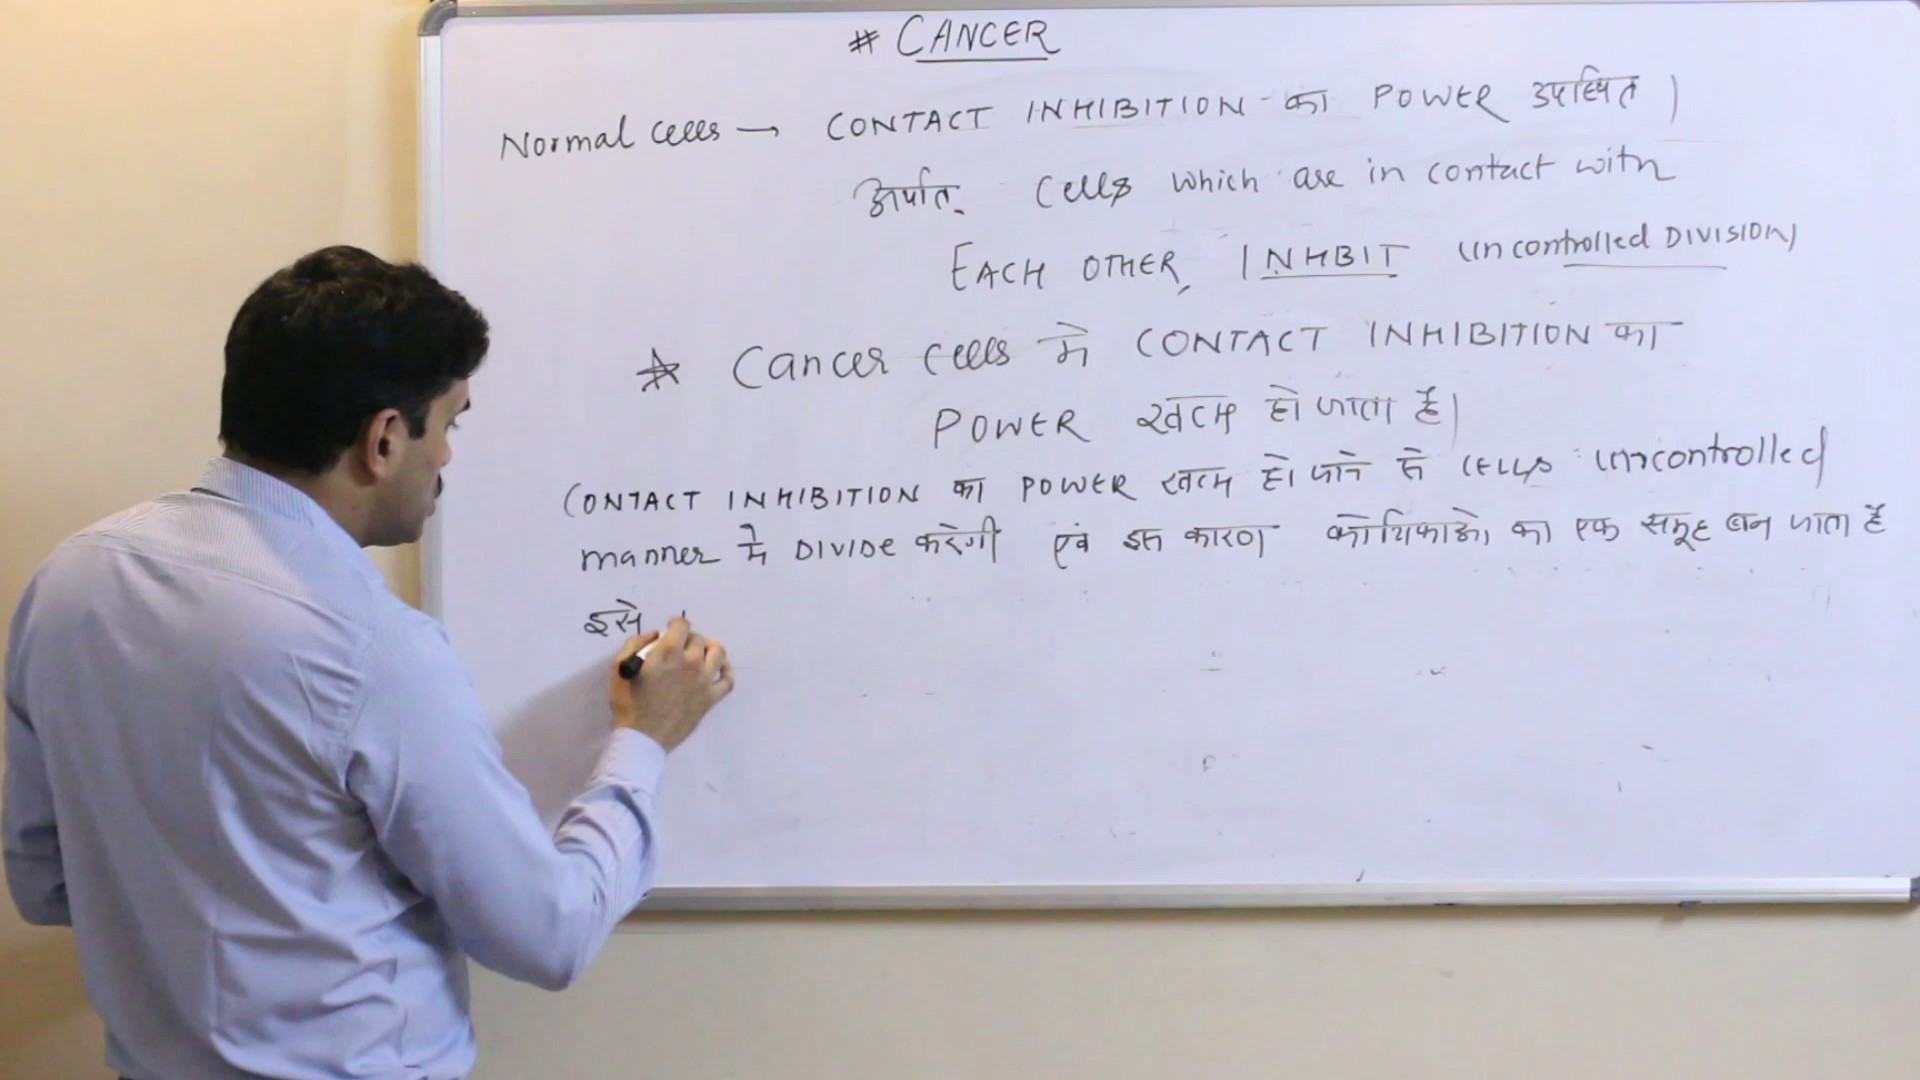 # CANCER
Normal cells → CONTACT INHIBITION का POWER उपस्थित |
अर्थात Cells which are in contact with
EACH OTHER, INHBIT uncontrolled DIVISION
☆ Cancer cells मे CONTACT INHIBITION का
POWER खत्म हो जाता है|
CONTACT INHIBITION का POWER खत्म हो जाने से CELLS uncontrolled
manner मे DIVIDE करेगी एवं इस कारण कोशिकाओ का एक समूह बन जाता है
इसे